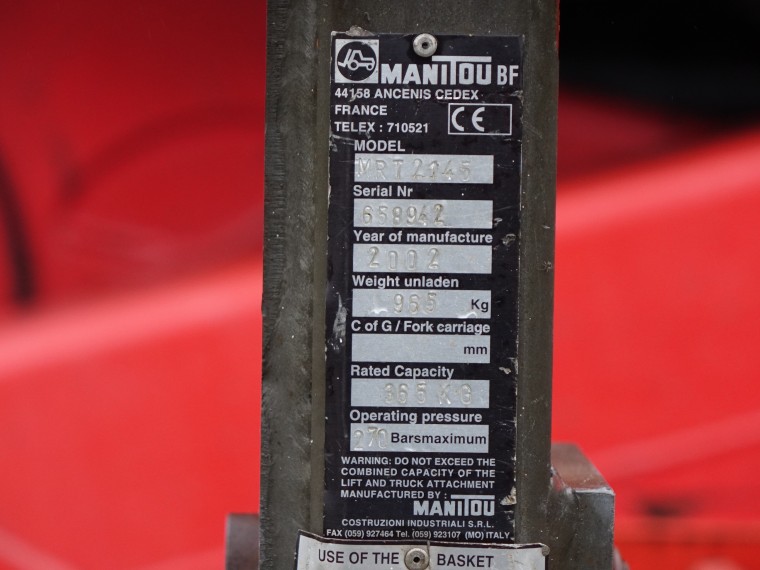 MANITOU BF
44158 ANCENIS CEDEX
FRANCE
TELEX : 710521
CE
MODEL
Serial Nr
658942
Year of manufacture
2002
Weight unladen
965 Kg
C of G / Fork carriage
mm
Rated Capacity
365 KG
Operating pressure
270 Barsmaximum
WARNING: DO NOT EXCEED THE
COMBINED CAPACITY OF THE
LIFT AND TRUCK ATTACHMENT
MANUFACTURED BY :
MANITOU
COSTRUZIONI INDUSTRIALI S.R.L.
FAX (059) 927464 Tel. (059) 923107 (MO) ITALY
USE OF THE BASKET